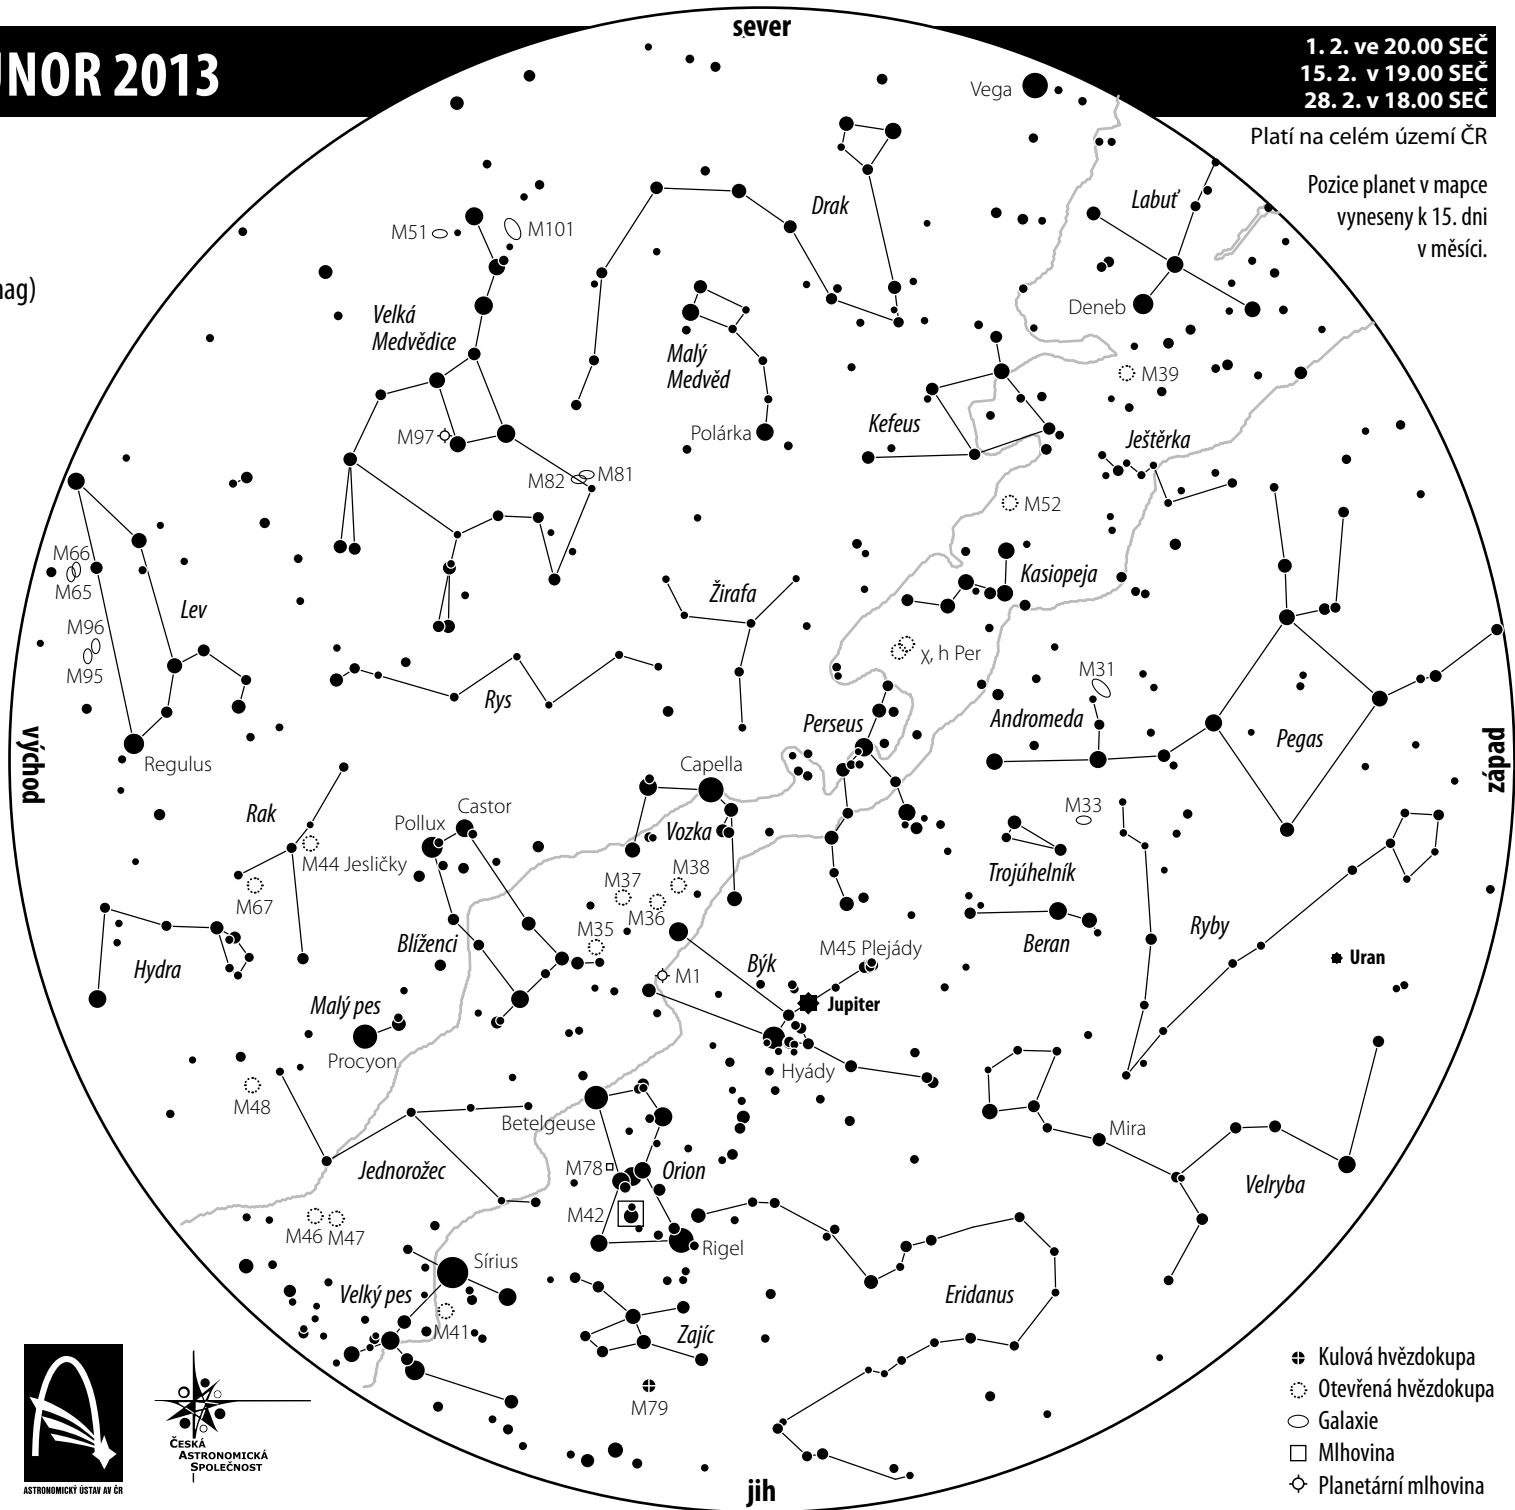 sever
ÚNOR 2013
1. 2. ve 20.00 SEČ
15. 2. v 19.00 SEČ
28. 2. v 18.00 SEČ
Platí na celém území ČR
Pozice planet v mapce
vyneseny k 15. dni
v měsíci.
mag)
Vega
Drak
Labuť
M51
M101
Velká
Medvědice
Deneb
Malý
Medvěd
M39
M97
Polárka
Kefeus
Ještěrka
M82
M81
M52
M66
M65
Lev
Žirafa
Kasiopeja
M96
M95
χ, h Per
M31
Rys
Perseus
Andromeda
Pegas
východ
západ
Regulus
Capella
Rak
Castor
Pollux
Vozka
M33
M44 Jesličky
M38
M37
M36
Trojúhelník
M67
M35
Blíženci
Hydra
Býk
M45 Plejády
Beran
Ryby
Uran
M1
Malý pes
Jupiter
Procyon
Hyády
M48
Betelgeuse
Mira
Jednorožec
M78
Orion
Velryba
M42
M46
M47
Rigel
Sírius
Velký pes
Eridanus
M41
Zajíc
M79
jih
Kulová hvězdokupa
Otevřená hvězdokupa
Galaxie
Mlhovina
Planetární mlhovina
ČESKÁ
ASTRONOMICKÁ
SPOLEČNOST
ASTRONOMICKÝ ÚSTAV AV ČR